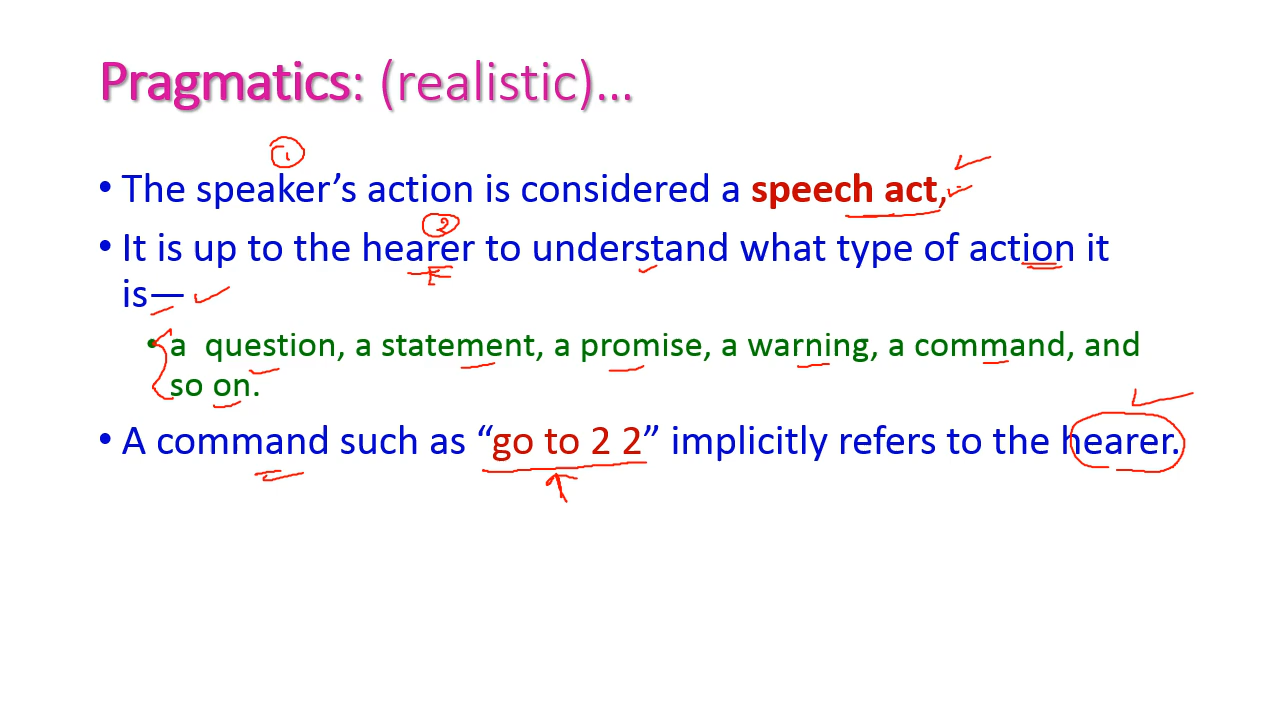 Pragmatics: (realistic)...
1
• The speaker's action is considered a speech act,
2
• It is up to the hearer to understand what type of action it
is—
• a question, a statement, a promise, a warning, a command, and
so on.
• A command such as “go to 2 2” implicitly refers to the hearer.